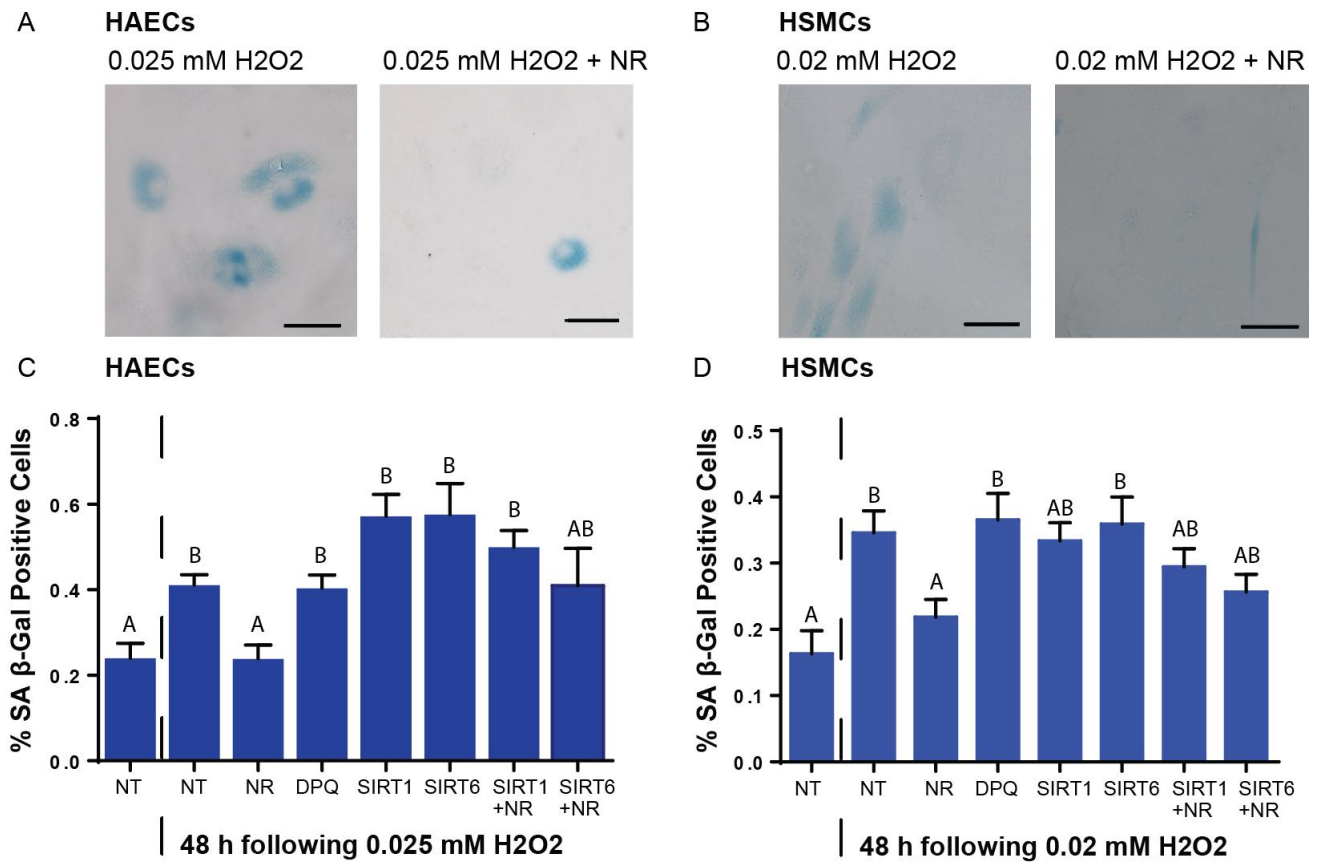 A HAECs
0.025 mM H2O2
0.025 mM H2O2 + NR
B HSMCs
0.02 mM H2O2
0.02 mM H2O2 + NR
C HAECs
% SA β-Gal Positive Cells
0.8
0.6
0.4
0.2
0.0
A
B
A
B
B
B
B
AB
NT
NT
NR
DPQ
SIRT1
SIRT6
SIRT1
+NR
SIRT6
+NR
48 h following 0.025 mM H2O2
D HSMCs
% SA β-Gal Positive Cells
0.5
0.4
0.3
0.2
0.1
0.0
A
B
A
B
AB
B
AB
AB
NT
NT
NR
DPQ
SIRT1
SIRT6
SIRT1
+NR
SIRT6
+NR
48 h following 0.02 mM H2O2